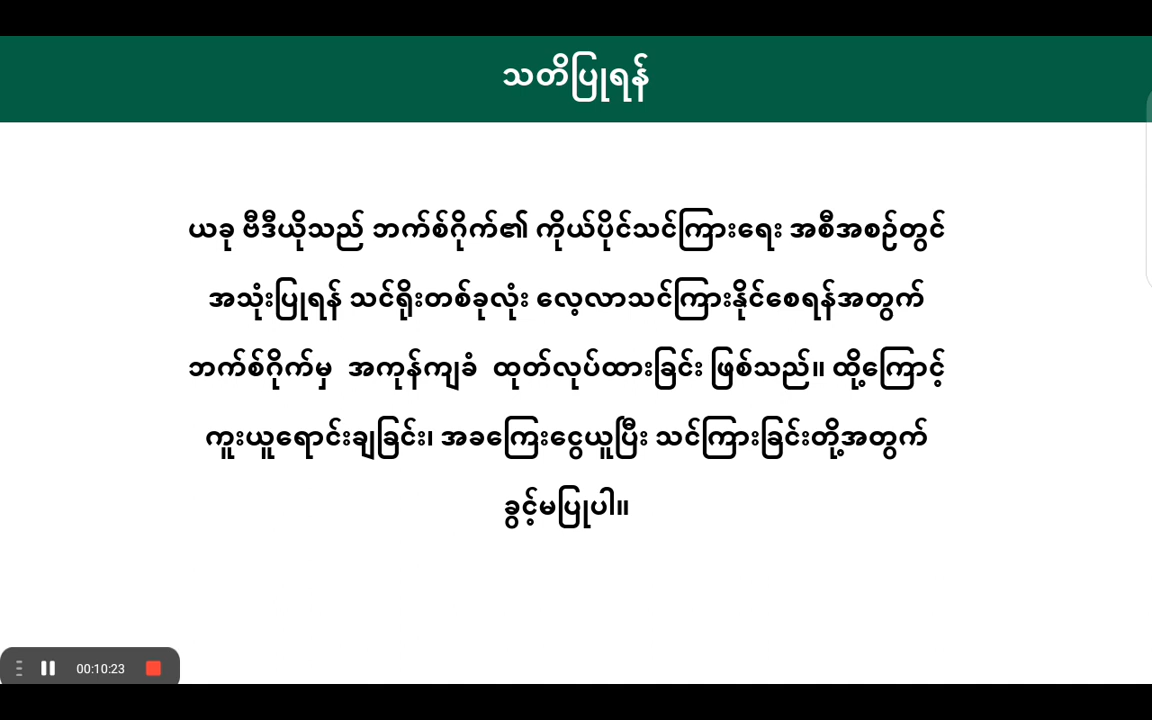 သတိပြုရန်
ယခု ဗီဒီယိုသည် ဘက်စ်ဂိုက်၏ ကိုယ်ပိုင်သင်ကြားရေး အစီအစဉ်တွင်
အသုံးပြုရန် သင်ရိုးတစ်ခုလုံး လေ့လာသင်ကြားနိုင်စေရန်အတွက်
ဘက်စ်ဂိုက်မှ အကုန်ကျခံ ထုတ်လုပ်ထားခြင်း ဖြစ်သည်။ ထို့ကြောင့်
ကူးယူရောင်းချခြင်း၊ အခကြေးငွေယူပြီး သင်ကြားခြင်းတို့အတွက်
ခွင့်မပြုပါ။
00:10:23